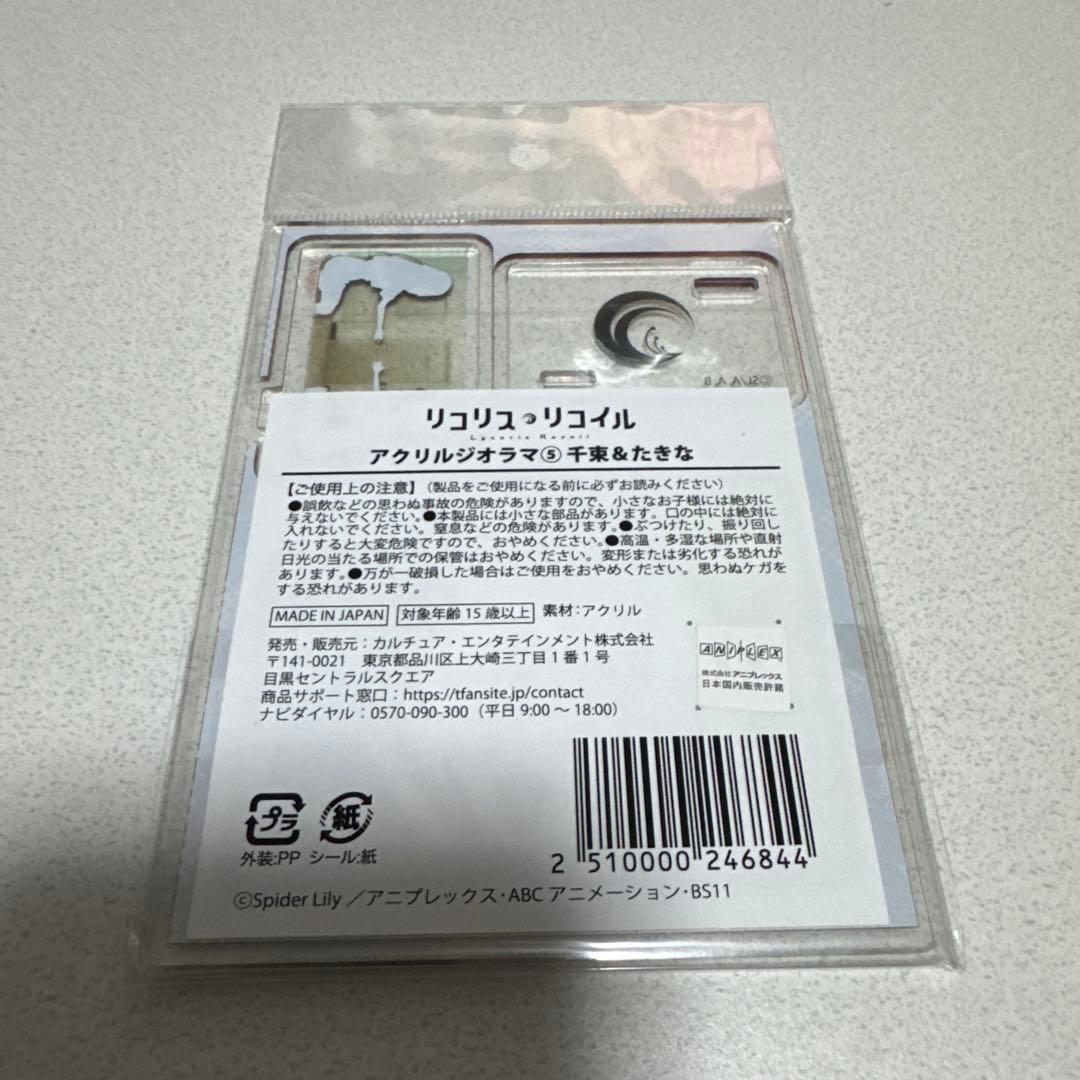 ©SL/A, A, B
リコリス リコイル
Lycoris Recoil
アクリルジオラマ⑤ 千束&たきな
【ご使用上の注意】（製品をご使用になる前に必ずお読みください）
●誤飲などの思わぬ事故の危険がありますので、小さなお子様には絶対に
与えないでください。●本製品には小さな部品があります。口の中には絶対に
入れないでください。窒息などの危険があります。●ぶつけたり、振り回し
たりすると大変危険ですので、おやめください。●高温・多湿な場所や直射
日光の当たる場所での保管はおやめください。変形または劣化する恐れが
あります。●万が一破損した場合はご使用をおやめください。思わぬケガを
する恐れがあります。
MADE IN JAPAN 対象年齢 15 歳以上 素材：アクリル
発売・販売元：カルチュア・エンタテインメント株式会社
〒141-0021 東京都品川区上大崎三丁目1番1号
目黒セントラルスクエア
商品サポート窓口：https://tfansite.jp/contact
ナビダイヤル：0570-090-300（平日 9:00 〜 18:00）
ANIPLEX
株式会社 アニプレックス
日本国内販売許諾
プラ 紙
外装:PP シール:紙
2 510000 246844
©Spider Lily／アニプレックス・ABC アニメーション・BS11